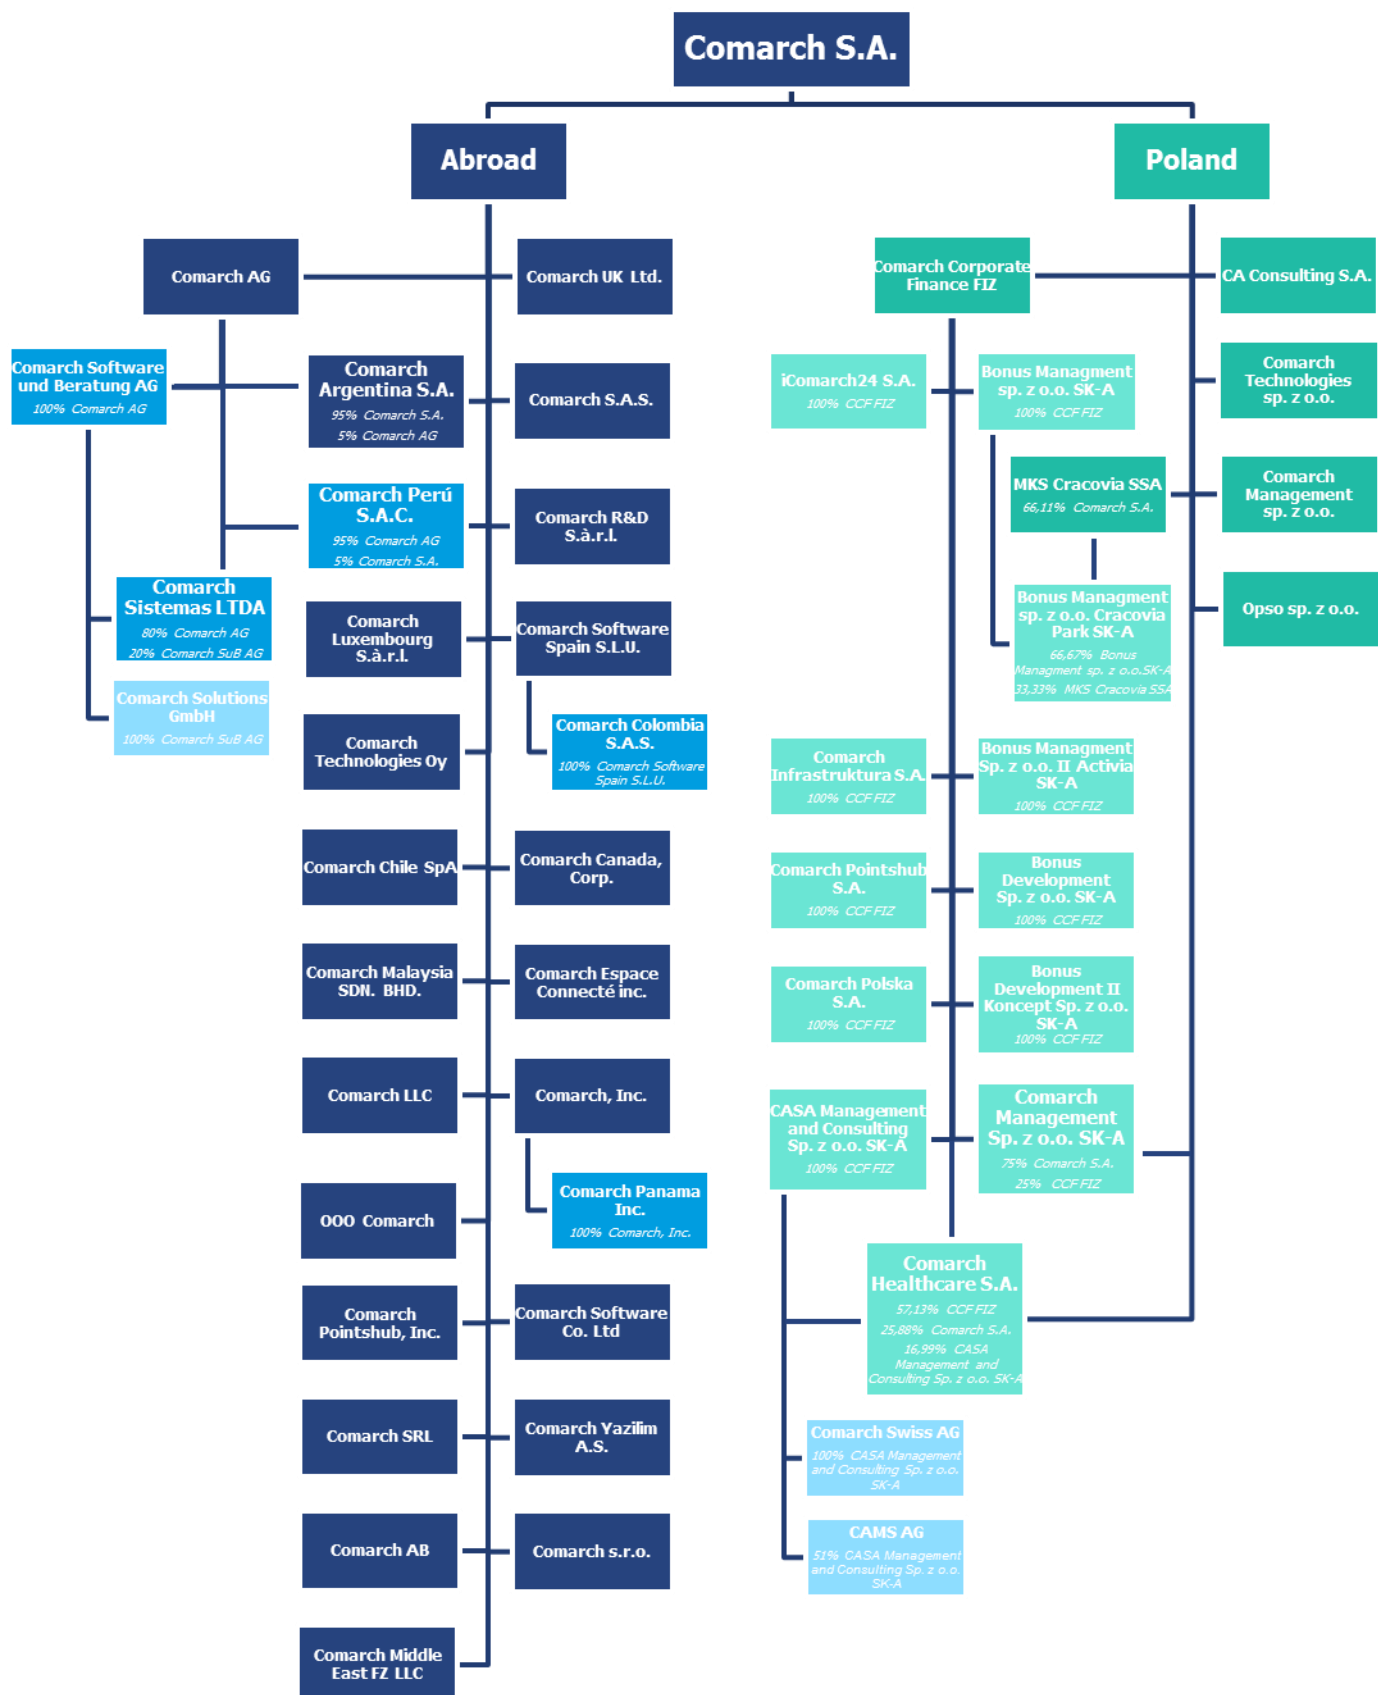 Comarch S.A.
Abroad
Poland
Comarch AG
Comarch UK Ltd.
Comarch Corporate
Finance FIZ
CA Consulting S.A.
Comarch Software
und Beratung AG
100% Comarch AG
Comarch
Argentina S.A.
95% Comarch S.A.
5% Comarch AG
Comarch S.A.S.
iComarch24 S.A.
100% CCF FIZ
Bonus Managment
sp. z o.o. SK-A
100% CCF FIZ
Comarch
Technologies
sp. z o.o.
Comarch Perú
S.A.C.
95% Comarch AG
5% Comarch S.A.
Comarch R&D
S.à.r.l.
MKS Cracovia SSA
66,11% Comarch S.A.
Comarch
Management
sp. z o.o.
Comarch
Sistemas LTDA
80% Comarch AG
20% Comarch SuB AG
Comarch
Luxembourg
S.à.r.l.
Comarch Software
Spain S.L.U.
Bonus Managment
sp. z o.o. Cracovia
Park SK-A
66,67% Bonus
Managment sp. z o.o.SK-A
33,33% MKS Cracovia SSA
Opso sp. z o.o.
Comarch Solutions
GmbH
100% Comarch SuB AG
Comarch
Technologies Oy
Comarch Colombia
S.A.S.
100% Comarch Software
Spain S.L.U.
Comarch
Infrastruktura S.A.
100% CCF FIZ
Bonus Managment
Sp. z o.o. II Activia
SK-A
100% CCF FIZ
Comarch Chile SpA
Comarch Canada,
Corp.
Comarch Pointshub
S.A.
100% CCF FIZ
Bonus
Development
Sp. z o.o. SK-A
100% CCF FIZ
Comarch Malaysia
SDN. BHD.
Comarch Espace
Connecté inc.
Comarch Polska
S.A.
100% CCF FIZ
Bonus
Development II
Koncept Sp. z o.o.
SK-A
100% CCF FIZ
Comarch LLC
Comarch, Inc.
CASA Management
and Consulting
Sp. z o.o. SK-A
100% CCF FIZ
Comarch
Management
Sp. z o.o. SK-A
75% Comarch S.A.
25% CCF FIZ
OOO Comarch
Comarch Panama
Inc.
100% Comarch, Inc.
Comarch
Healthcare S.A.
57,13% CCF FIZ
25,88% Comarch S.A.
16,99% CASA
Management and
Consulting Sp. z o.o. SK-A
Comarch
Pointshub, Inc.
Comarch Software
Co. Ltd
Comarch SRL
Comarch Yazilim
A.S.
Comarch Swiss AG
100% CASA Management
and Consulting Sp. z o.o.
SK-A
Comarch AB
Comarch s.r.o.
CAMS AG
51% CASA Management
and Consulting Sp. z o.o.
SK-A
Comarch Middle
East FZ LLC